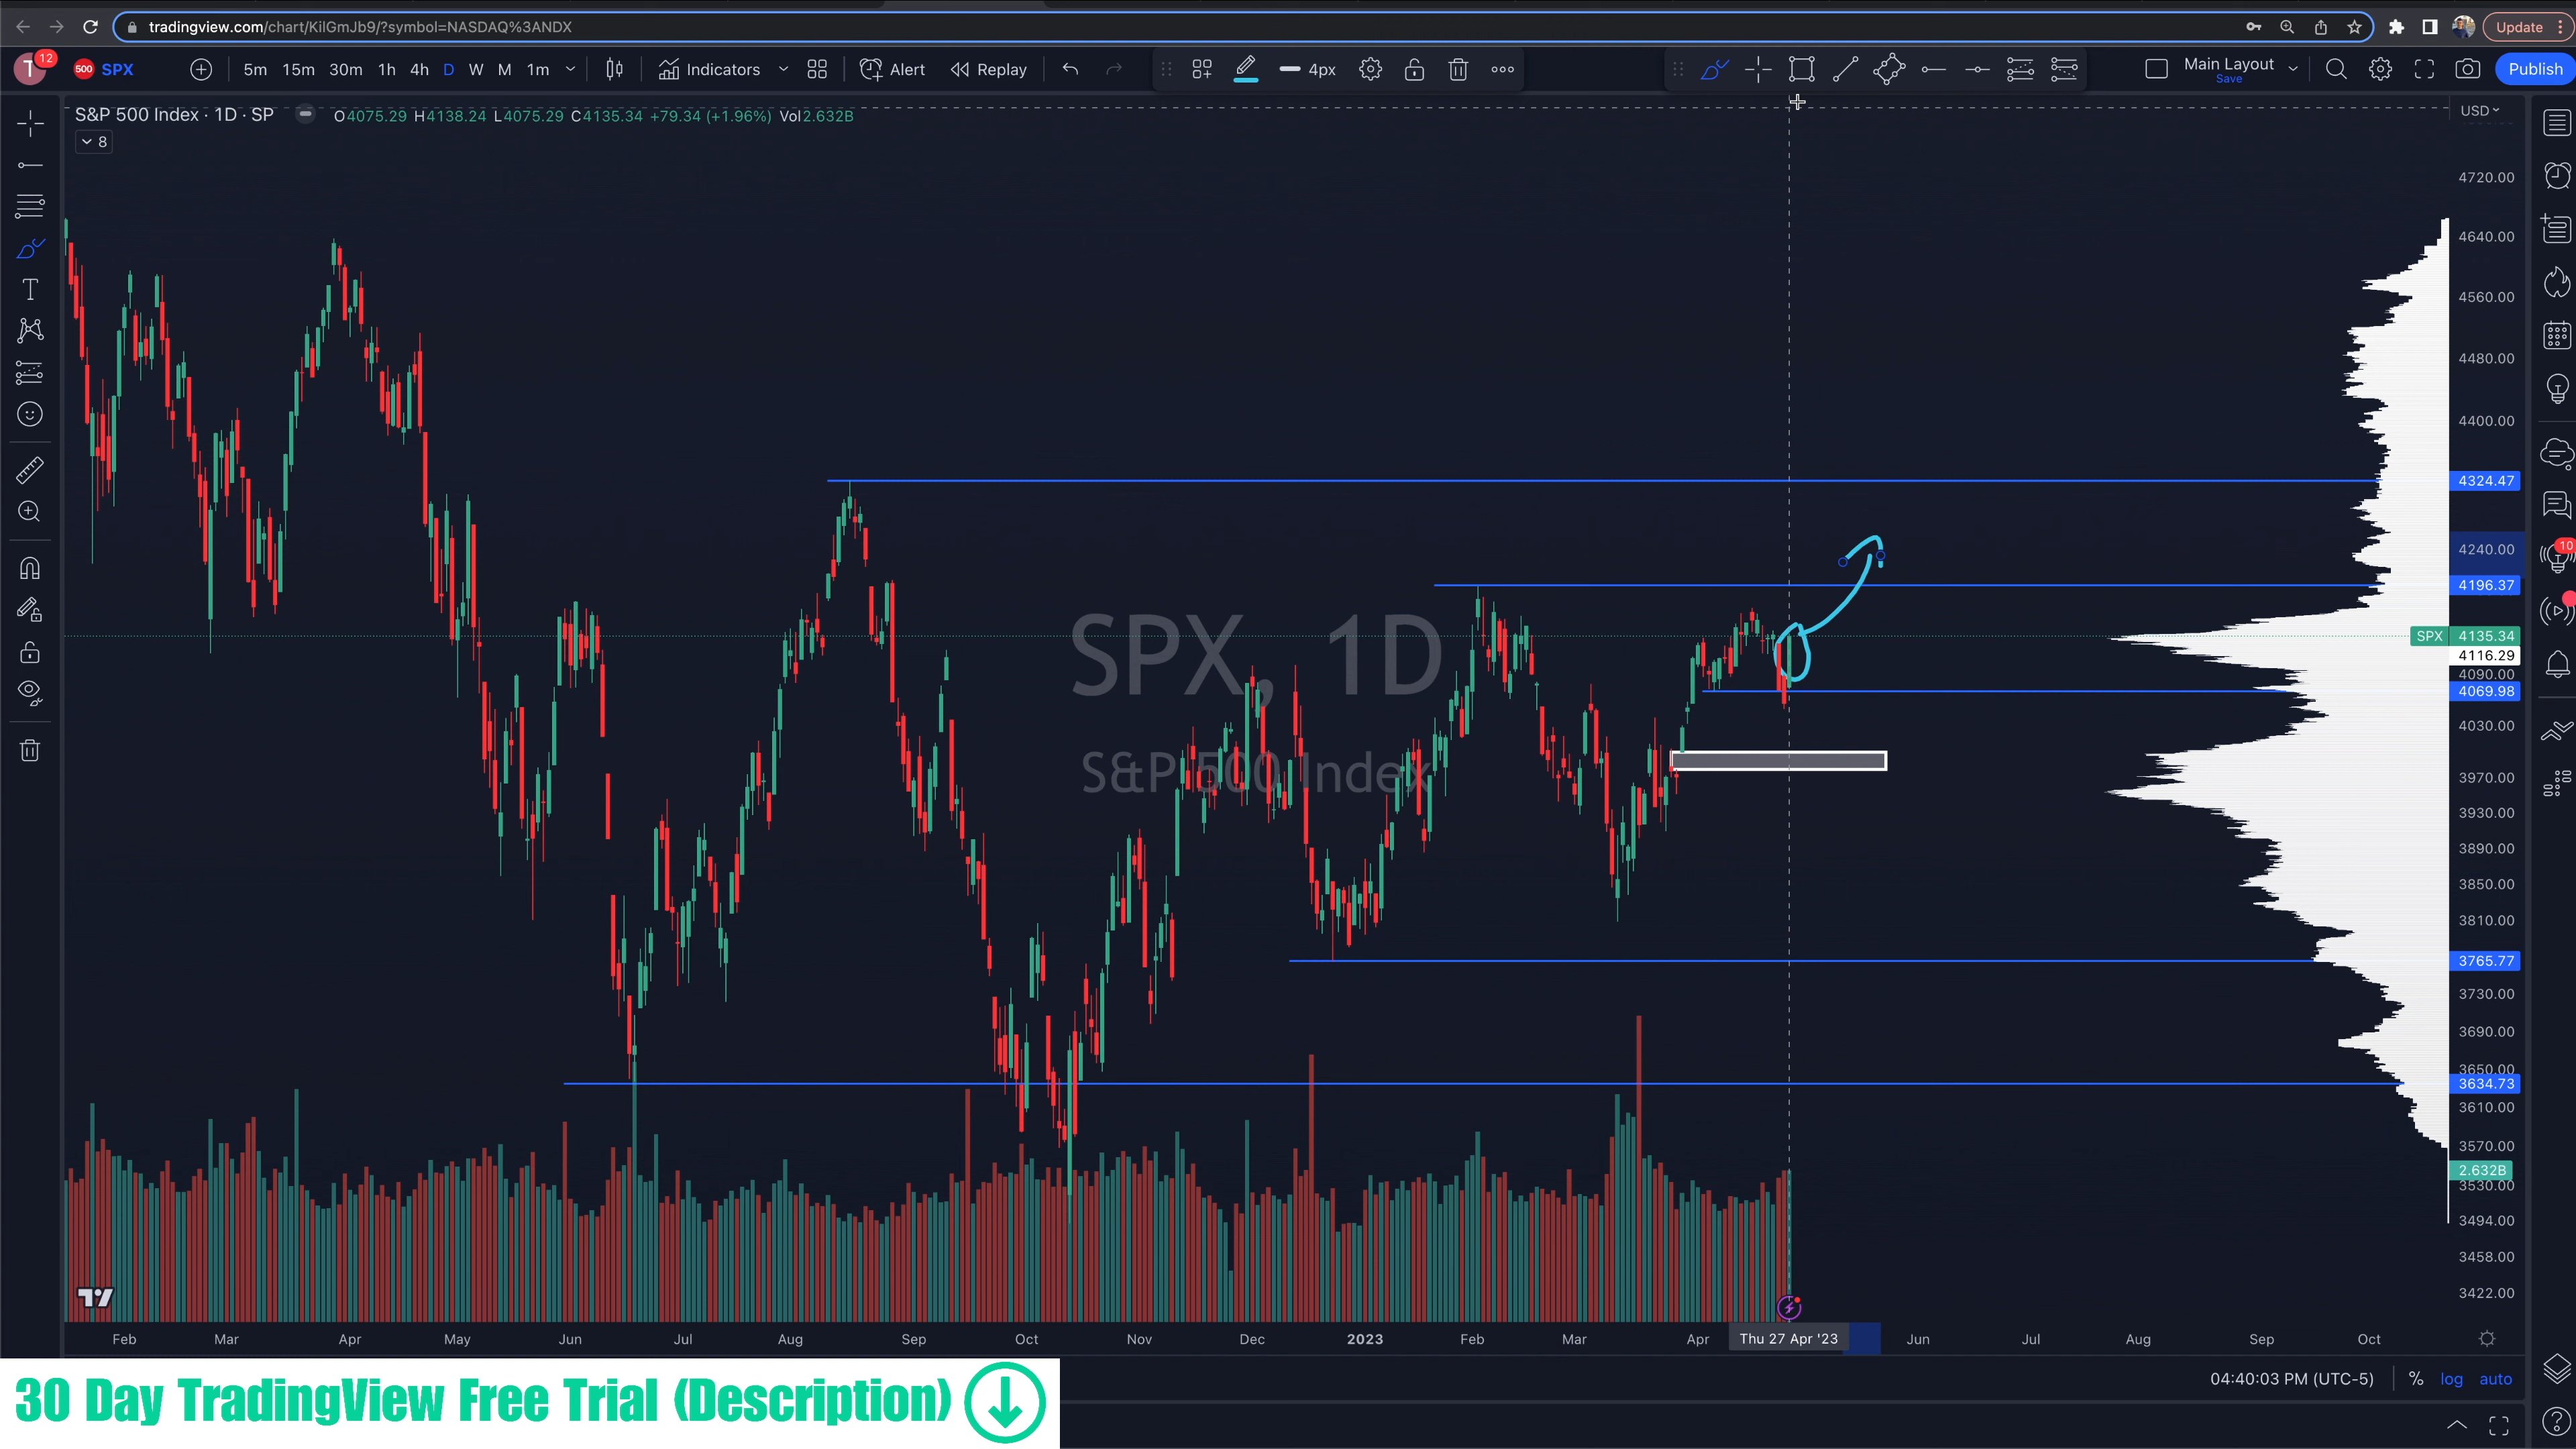 tradingview.com/chart/KilGmJb9/?symbol=NASDAQ%3ANDX
Update
T 12 500 SPX 5m 15m 30m 1h 4h D W M 1m Indicators Alert Replay 4px Main Layout Save Publish
S&P 500 Index · 1D · SP O4075.29 H4138.24 L4075.29 C4135.34 +79.34 (+1.96%) Vol2.632B
USD
8
4720.00
4640.00
4560.00
4480.00
4400.00
4324.47
4240.00
10
4196.37
SPX, 1D
S&P 500 Index
SPX 4135.34
4116.29
4090.00
4069.98
4030.00
3970.00
3930.00
3890.00
3850.00
3810.00
3765.77
3730.00
3690.00
3650.00
3634.73
3610.00
3570.00
2.632B
3530.00
3494.00
3458.00
3422.00
Feb Mar Apr May Jun Jul Aug Sep Oct Nov Dec 2023 Feb Mar Apr Thu 27 Apr '23 Jun Jul Aug Sep Oct
04:40:03 PM (UTC-5) % log auto
30 Day TradingView Free Trial (Description)